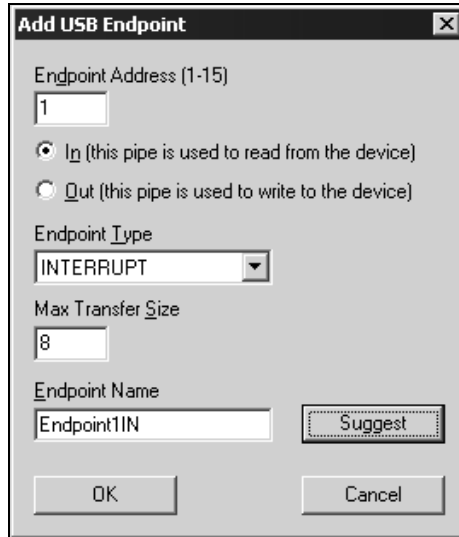 Add USB Endpoint
Endpoint Address (1-15)
1
In (this pipe is used to read from the device)
Out (this pipe is used to write to the device)
Endpoint Type
INTERRUPT
Max Transfer Size
8
Endpoint Name
Endpoint1IN
Suggest
OK
Cancel